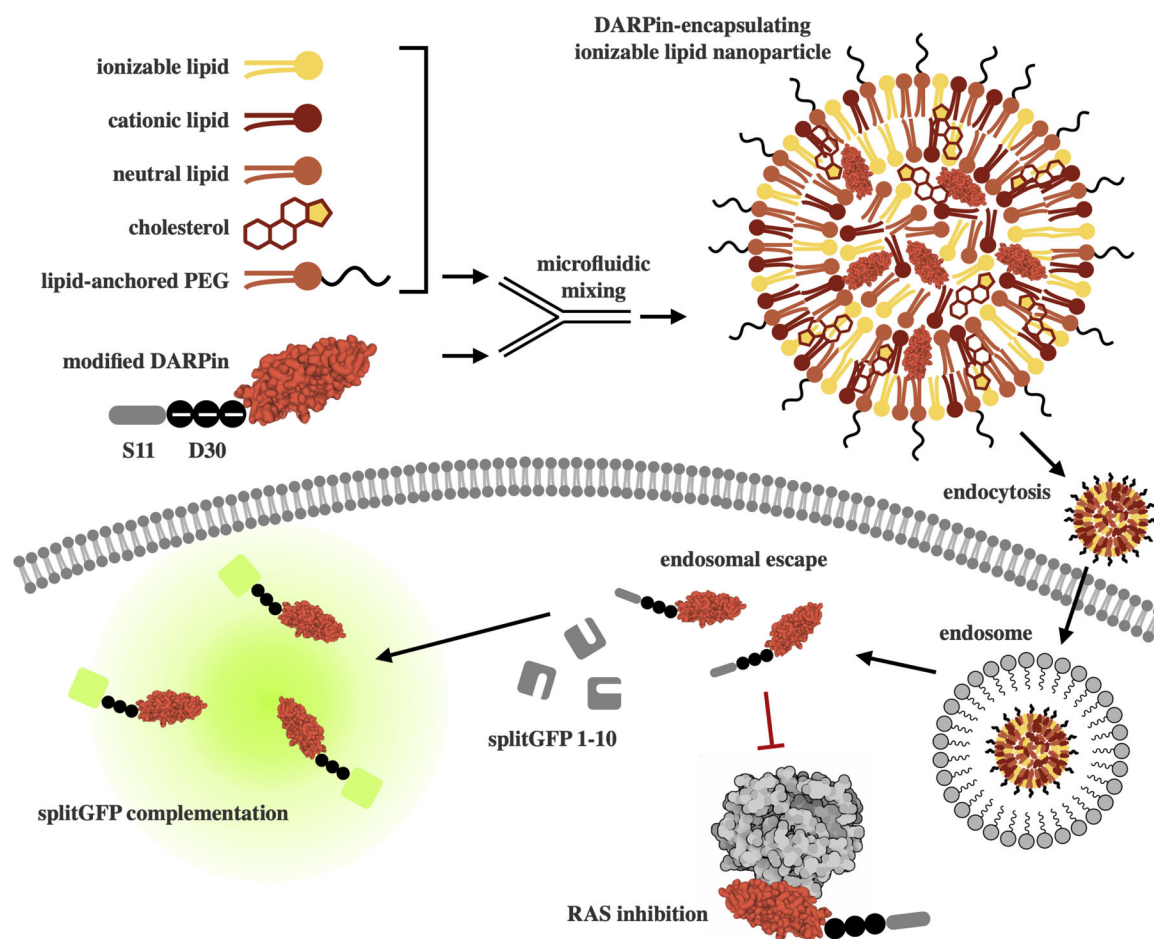 DARPin-encapsulating
ionizable lipid nanoparticle
ionizable lipid
cationic lipid
neutral lipid
cholesterol
lipid-anchored PEG
microfluidic
mixing
modified DARPin
S11 D30
endocytosis
endosomal escape
endosome
splitGFP 1-10
splitGFP complementation
RAS inhibition